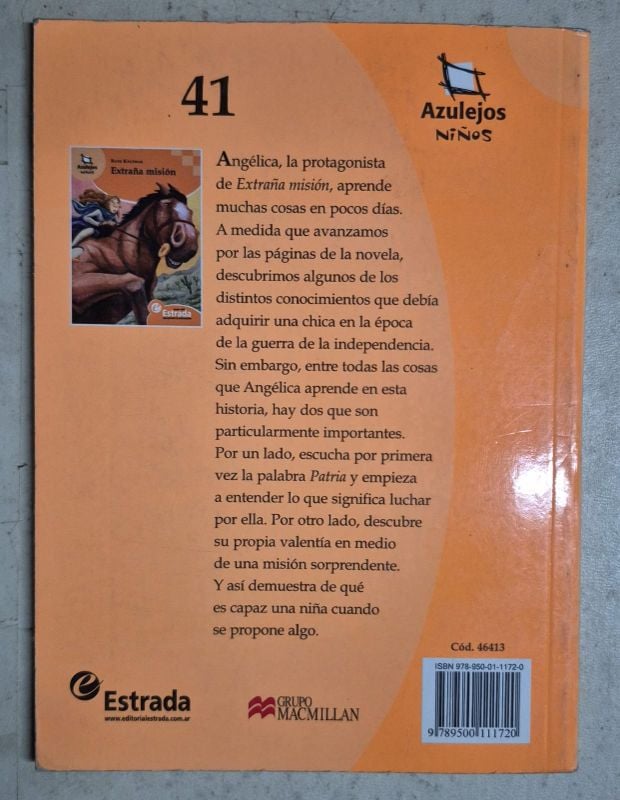 41
Azulejos
NIÑOS
Azulejos
Extraña misión
Estrada
Angélica, la protagonista
de Extraña misión, aprende
muchas cosas en pocos días.
A medida que avanzamos
por las páginas de la novela,
descubrimos algunos de los
distintos conocimientos que debía
adquirir una chica en la época
de la guerra de la independencia.
Sin embargo, entre todas las cosas
que Angélica aprende en esta
historia, hay dos que son
particularmente importantes.
Por un lado, escucha por primera
vez la palabra Patria y empieza
a entender lo que significa luchar
por ella. Por otro lado, descubre
su propia valentía en medio
de una misión sorprendente.
Y así demuestra de qué
es capaz una niña cuando
se propone algo.
Cód. 46413
ISBN 978-950-01-1172-0
9 789500 111720
Estrada
www.editorialestrada.com.ar
GRUPO
MACMILLAN